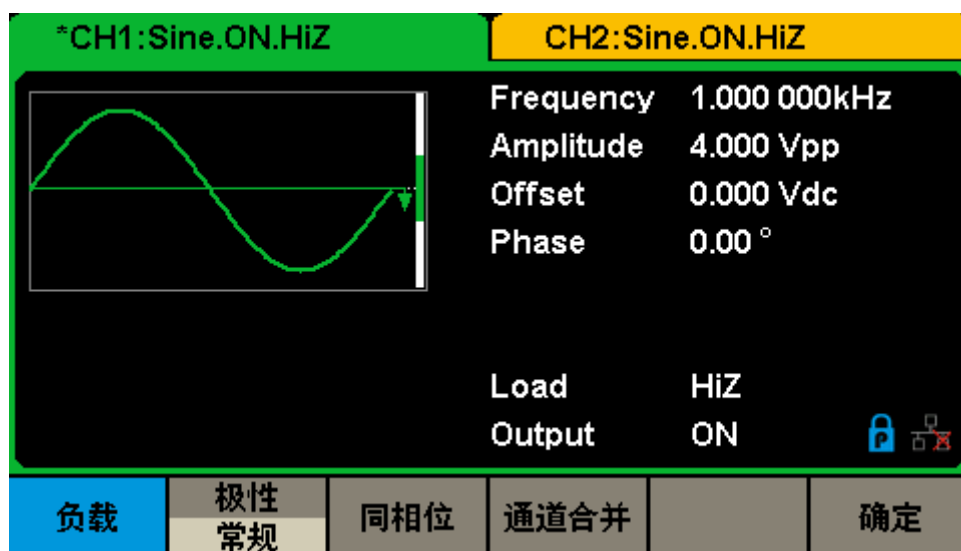 *CH1:Sine.ON.HiZ
CH2:Sine.ON.HiZ
Frequency 1.000 000kHz
Amplitude 4.000 Vpp
Offset 0.000 Vdc
Phase 0.00 °
Load HiZ
Output ON
P
负载
极性
常规
同相位
通道合并
确定